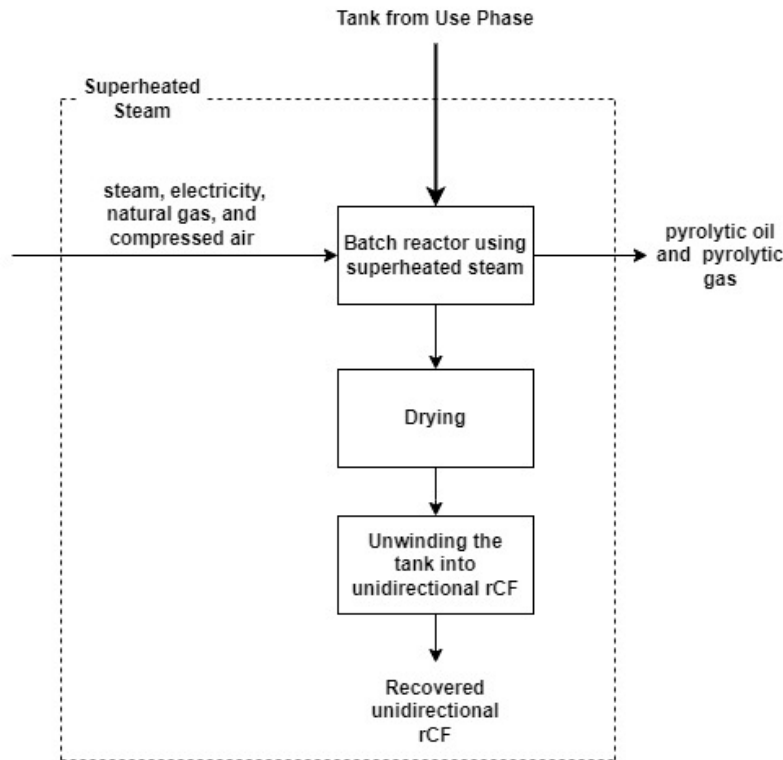 Tank from Use Phase
Superheated
Steam
steam, electricity,
natural gas, and
compressed air
Batch reactor using
superheated steam
pyrolytic oil
and pyrolytic
gas
Drying
Unwinding the
tank into
unidirectional rCF
Recovered
unidirectional
rCF